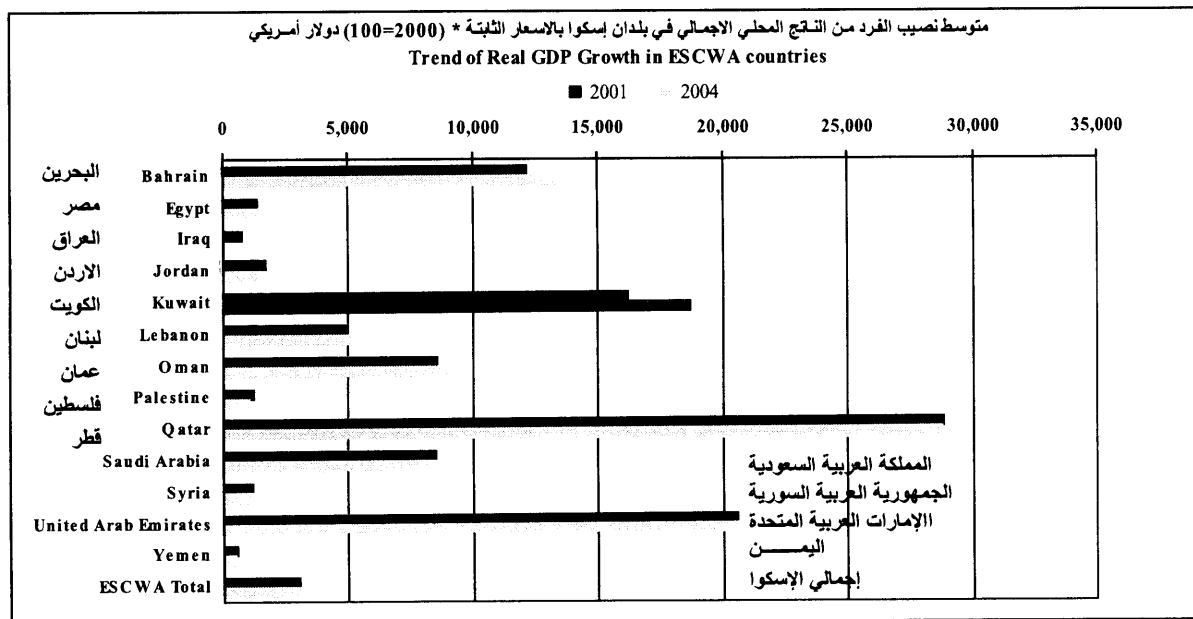 متوسط نصيب الفرد من الناتج المحلي الاجمالي في بلدان إسكوا بالاسعار الثابتة * (2000=100) دولار أمريكي
Trend of Real GDP Growth in ESCWA countries
2001 2004
0 5,000 10,000 15,000 20,000 25,000 30,000 35,000
البحرين Bahrain
مصر Egypt
العراق Iraq
الاردن Jordan
الكويت Kuwait
لبنان Lebanon
عمان Oman
فلسطين Palestine
قطر Qatar
Saudi Arabia المملكة العربية السعودية
Syria الجمهورية العربية السورية
United Arab Emirates االإمارات العربية المتحدة
Yemen اليمــــــن
ESCWA Total إجمالي الإسكوا